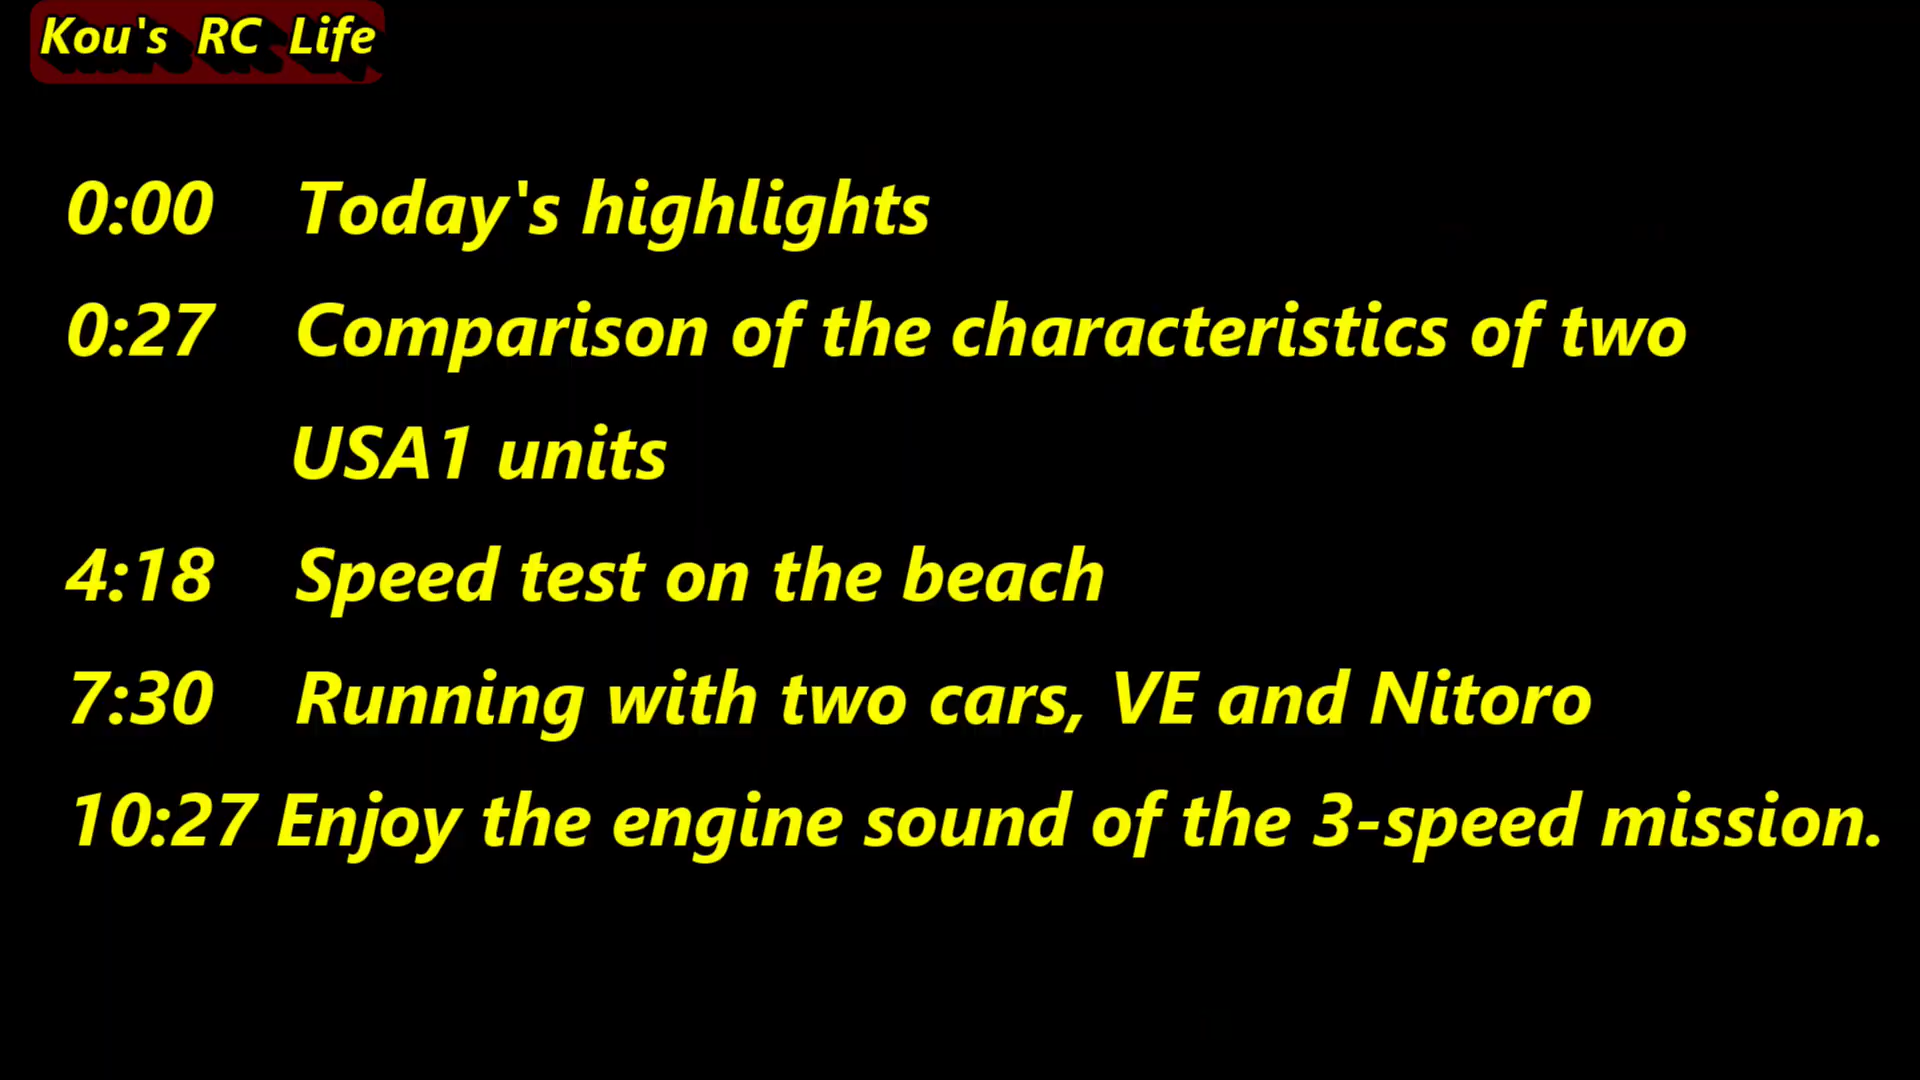 Kou's RC Life
0:00 Today's highlights
0:27 Comparison of the characteristics of two
USA1 units
4:18 Speed test on the beach
7:30 Running with two cars, VE and Nitoro
10:27 Enjoy the engine sound of the 3-speed mission.